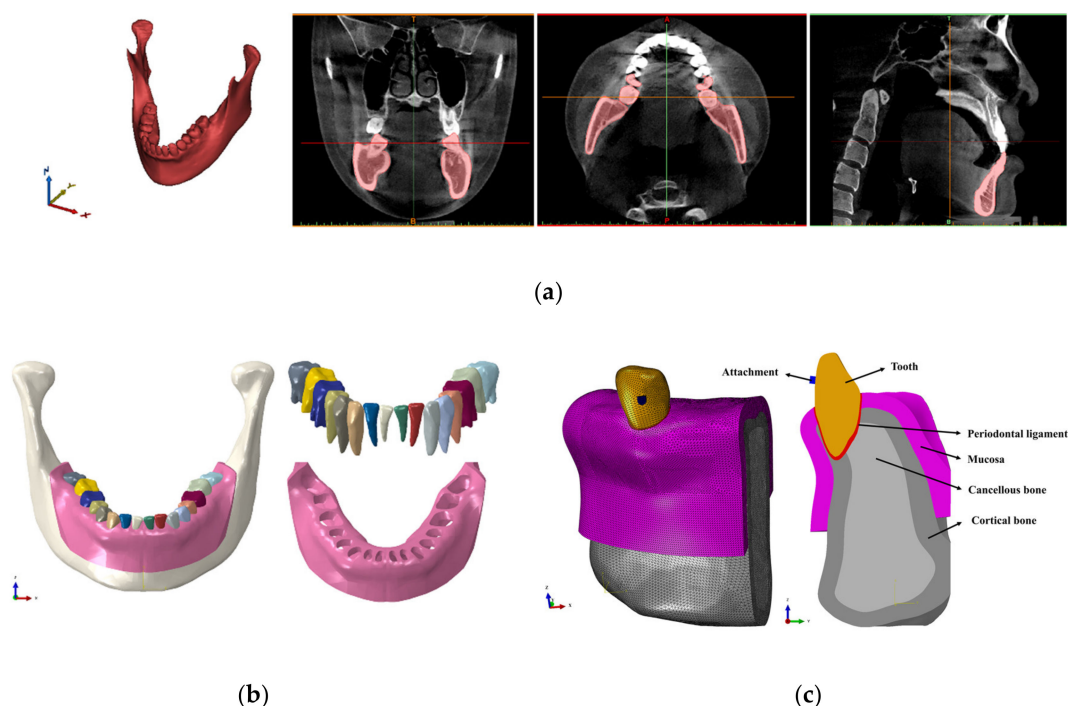 T
A
T
B
P
B
N
Y
X
(a)
Attachment
Tooth
Periodontal ligament
Mucosa
Cancellous bone
Cortical bone
Z
X
Z
Y
(b)
(c)